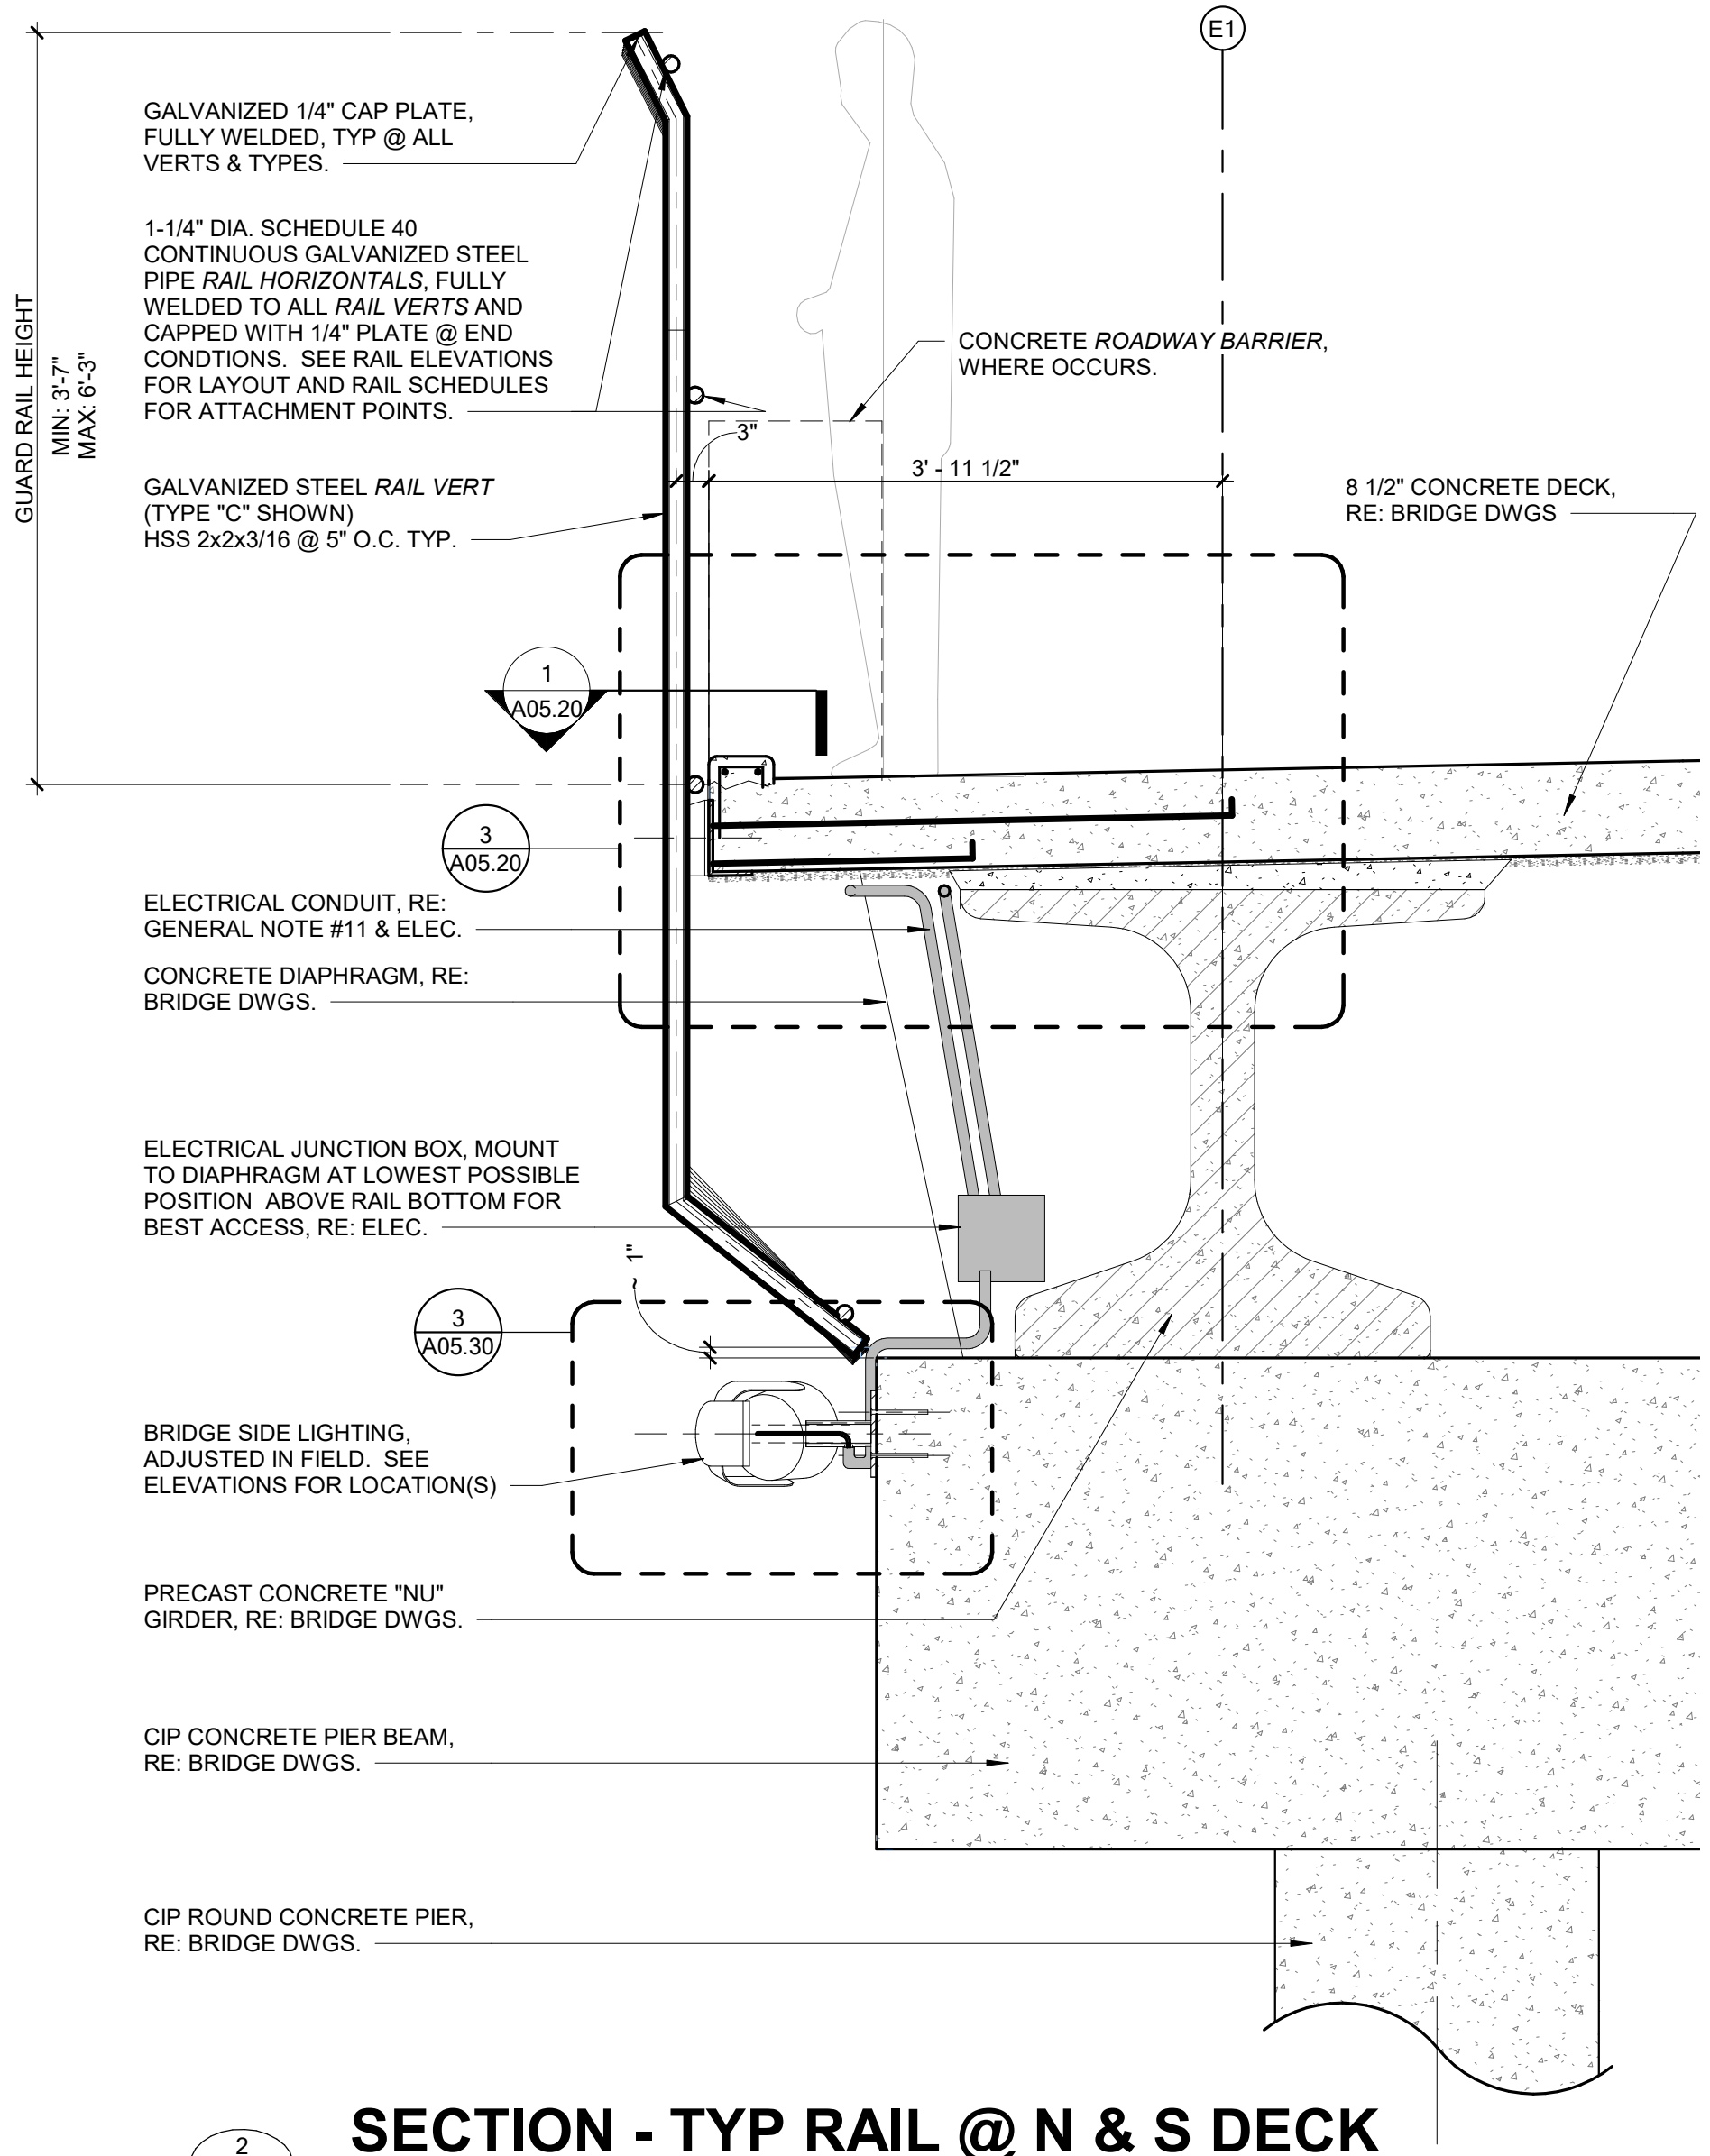 E1
GALVANIZED 1/4" CAP PLATE,
FULLY WELDED, TYP @ ALL
VERTS & TYPES.
1-1/4" DIA. SCHEDULE 40
CONTINUOUS GALVANIZED STEEL
PIPE RAIL HORIZONTALS, FULLY
WELDED TO ALL RAIL VERTS AND
CAPPED WITH 1/4" PLATE @ END
CONDTIONS. SEE RAIL ELEVATIONS
FOR LAYOUT AND RAIL SCHEDULES
FOR ATTACHMENT POINTS.
GUARD RAIL HEIGHT
MIN: 3'-7"
MAX: 6'-3"
CONCRETE ROADWAY BARRIER,
WHERE OCCURS.
3"
3' - 11 1/2"
GALVANIZED STEEL RAIL VERT
(TYPE "C" SHOWN)
HSS 2x2x3/16 @ 5" O.C. TYP.
8 1/2" CONCRETE DECK,
RE: BRIDGE DWGS
1
A05.20
3
A05.20
ELECTRICAL CONDUIT, RE:
GENERAL NOTE #11 & ELEC.
CONCRETE DIAPHRAGM, RE:
BRIDGE DWGS.
ELECTRICAL JUNCTION BOX, MOUNT
TO DIAPHRAGM AT LOWEST POSSIBLE
POSITION ABOVE RAIL BOTTOM FOR
BEST ACCESS, RE: ELEC.
~ 1"
3
A05.30
BRIDGE SIDE LIGHTING,
ADJUSTED IN FIELD. SEE
ELEVATIONS FOR LOCATION(S)
PRECAST CONCRETE "NU"
GIRDER, RE: BRIDGE DWGS.
CIP CONCRETE PIER BEAM,
RE: BRIDGE DWGS.
CIP ROUND CONCRETE PIER,
RE: BRIDGE DWGS.
2
SECTION - TYP RAIL @ N & S DECK